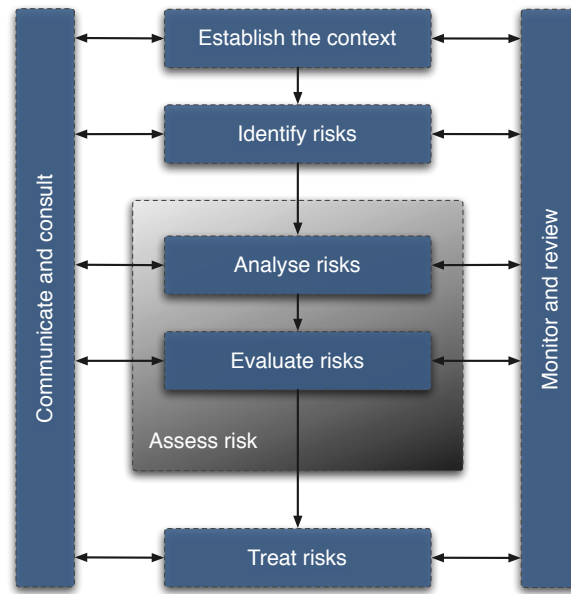 Establish the context
Identify risks
Analyse risks
Evaluate risks
Assess risk
Treat risks
Communicate and consult
Monitor and review